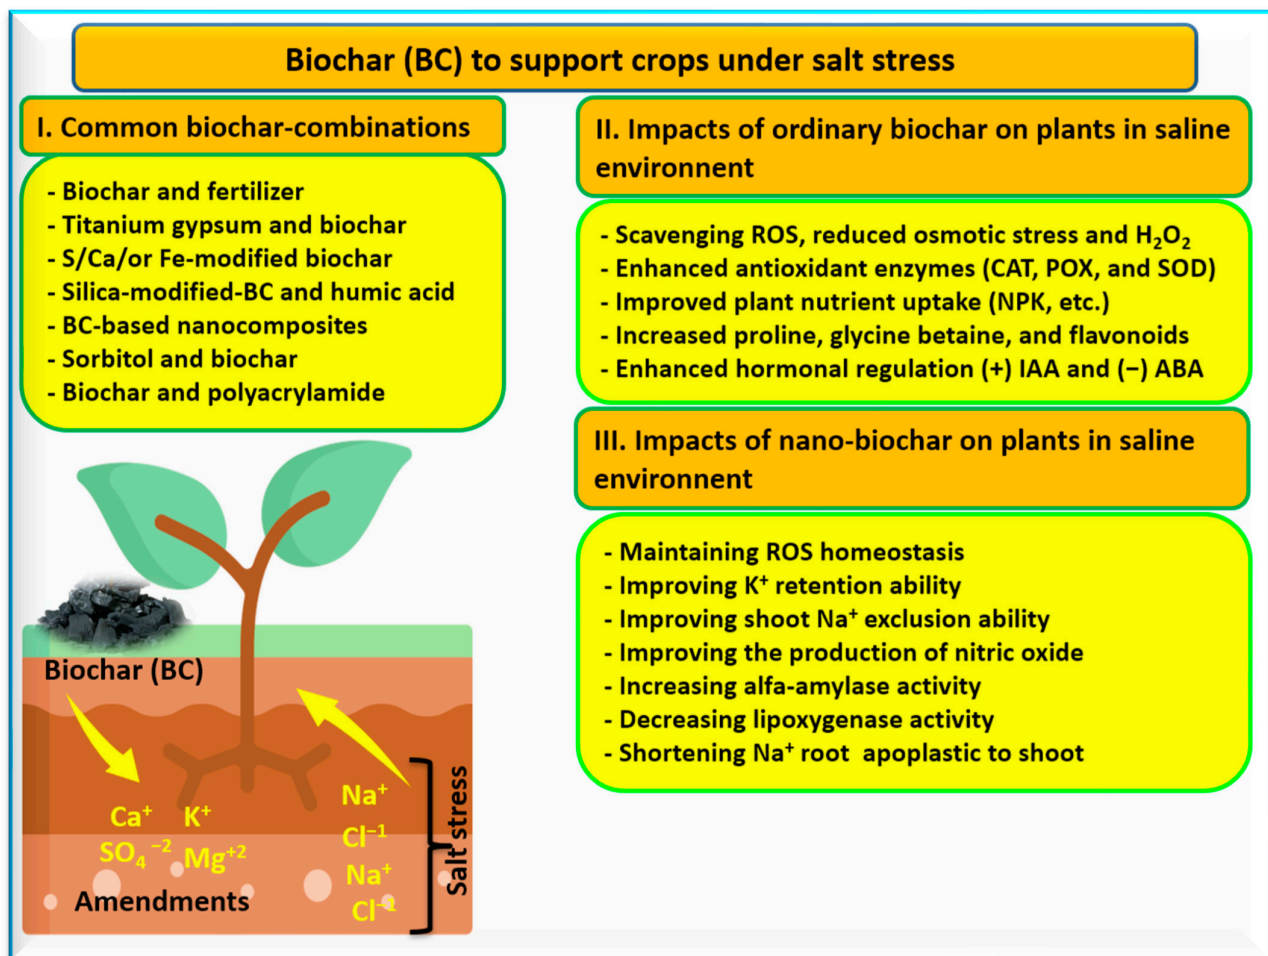 Biochar (BC) to support crops under salt stress
I. Common biochar-combinations
- Biochar and fertilizer
- Titanium gypsum and biochar
- S/Ca/or Fe-modified biochar
- Silica-modified-BC and humic acid
- BC-based nanocomposites
- Sorbitol and biochar
- Biochar and polyacrylamide
II. Impacts of ordinary biochar on plants in saline
environnent
- Scavenging ROS, reduced osmotic stress and H₂O₂
- Enhanced antioxidant enzymes (CAT, POX, and SOD)
- Improved plant nutrient uptake (NPK, etc.)
- Increased proline, glycine betaine, and flavonoids
- Enhanced hormonal regulation (+) IAA and (−) ABA
III. Impacts of nano-biochar on plants in saline
environnent
- Maintaining ROS homeostasis
- Improving K⁺ retention ability
- Improving shoot Na⁺ exclusion ability
- Improving the production of nitric oxide
- Increasing alfa-amylase activity
- Decreasing lipoxygenase activity
- Shortening Na⁺ root apoplastic to shoot
Biochar (BC)
Ca⁺ K⁺
SO₄⁻² Mg⁺²
Amendments
Na⁺
Cl⁻¹
Na⁺
Cl⁻¹
Salt stress